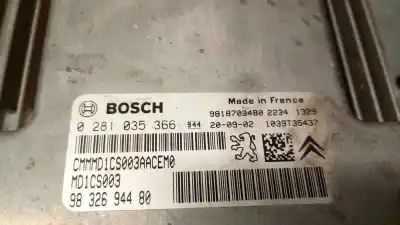 BOSCH
Made in France
0 281 035 366 S44
9818703480 2234 1329
20-09-02 1039T35437
CMMMD1CS003AACEM0
MD1CS003
98 326 944 80